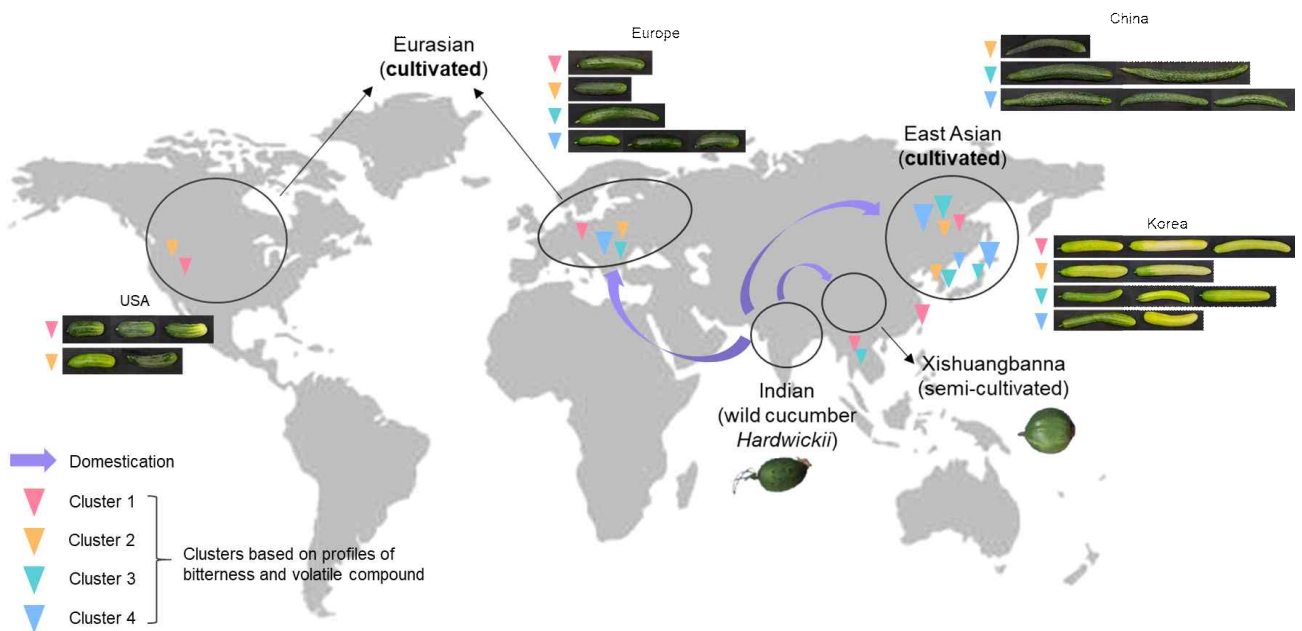 China
Europe
Eurasian
(cultivated)
East Asian
(cultivated)
Korea
USA
Xishuangbanna
(semi-cultivated)
Indian
(wild cucumber
Hardwickii)
Domestication
Cluster 1
Cluster 2
Clusters based on profiles of
bitterness and volatile compound
Cluster 3
Cluster 4